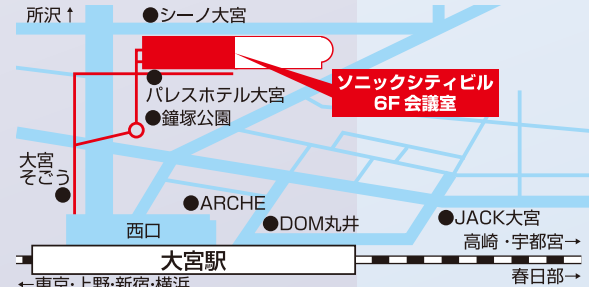 所沢↑
●シーノ大宮
ソニックシティビル
6F 会議室
パレスホテル大宮
●鐘塚公園
大宮
そごう
●ARCHE
●DOM丸井
●JACK大宮
西口
高崎・宇都宮→
大宮駅
春日部→
←東京・上野・新宿・横浜